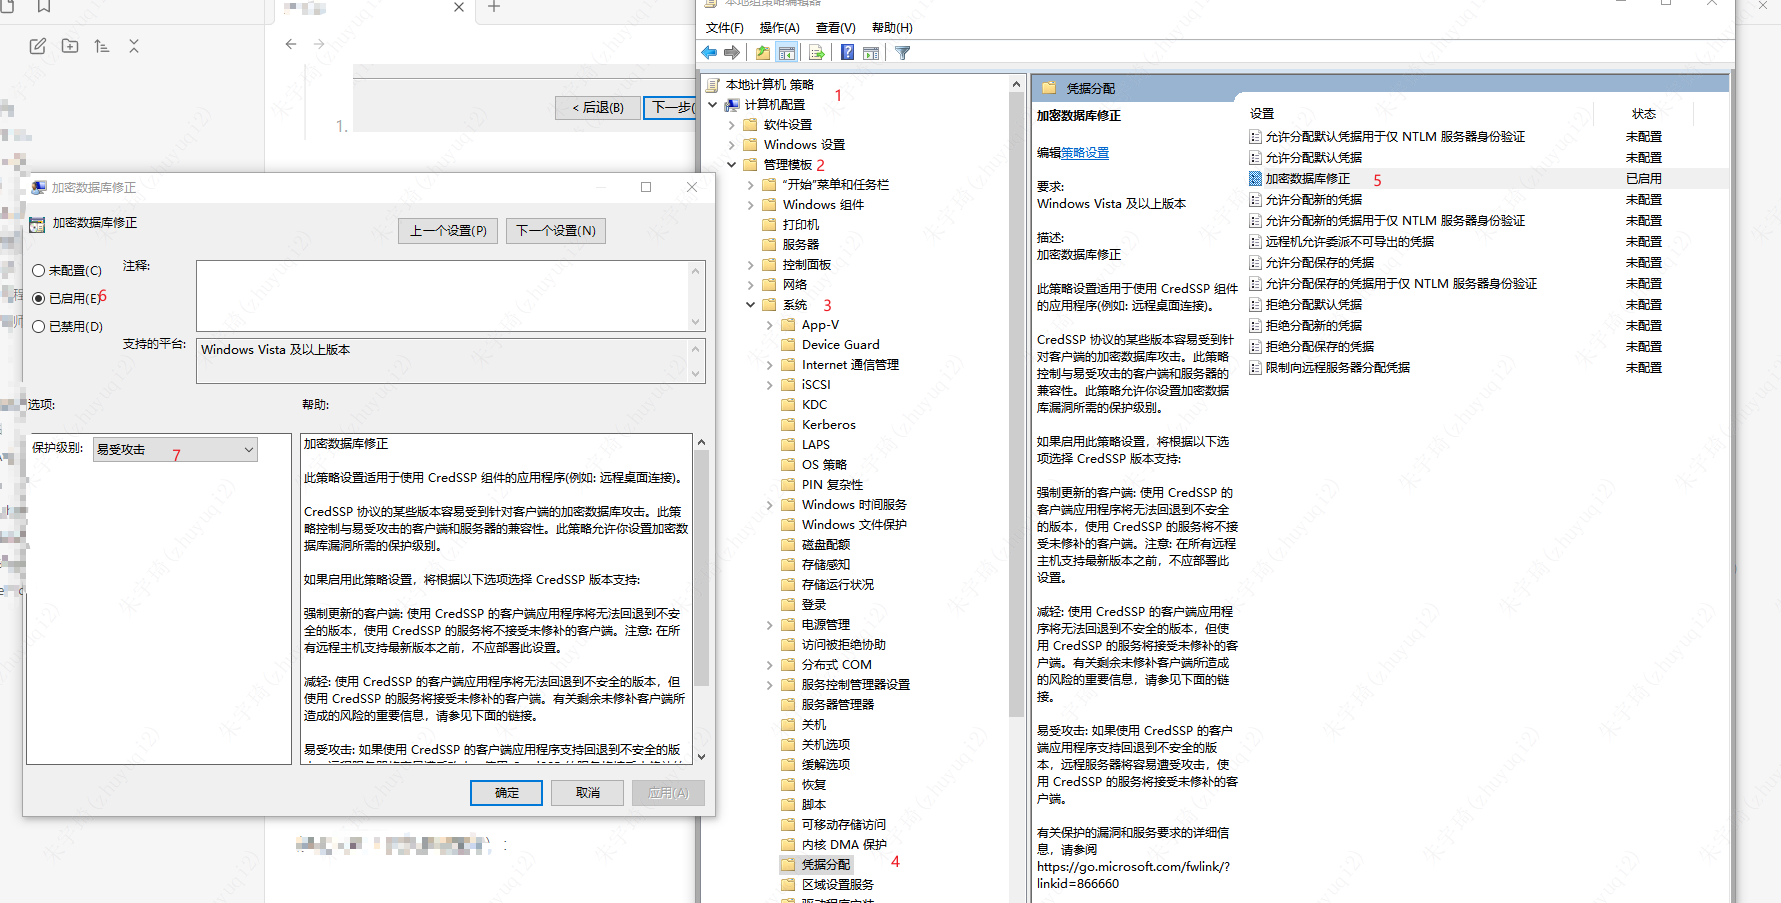 本地组策略编辑器
文件(F) 操作(A) 查看(V) 帮助(H)
< 后退(B)
下一步(
1.
加密数据库修正
加密数据库修正
上一个设置(P)
下一个设置(N)
未配置(C)
已启用(E)
6
已禁用(D)
注释:
支持的平台:
Windows Vista 及以上版本
选项:
帮助:
保护级别:
易受攻击
7
加密数据库修正
此策略设置适用于使用 CredSSP 组件的应用程序(例如: 远程桌面连接)。
CredSSP 协议的某些版本容易受到针对客户端的加密数据库攻击。此策
略控制与易受攻击的客户端和服务器的兼容性。此策略允许你设置加密数
据库漏洞所需的保护级别。
如果启用此策略设置，将根据以下选项选择 CredSSP 版本支持:
强制更新的客户端: 使用 CredSSP 的客户端应用程序将无法回退到不安
全的版本，使用 CredSSP 的服务将不接受未修补的客户端。注意: 在所
有远程主机支持最新版本之前，不应部署此设置。
减轻: 使用 CredSSP 的客户端应用程序将无法回退到不安全的版本，但
使用 CredSSP 的服务将接受未修补的客户端。有关剩余未修补客户端所
造成的风险的重要信息，请参见下面的链接。
易受攻击: 如果使用 CredSSP 的客户端应用程序支持回退到不安全的版
确定
取消
应用(A)
本地计算机 策略
1
计算机配置
软件设置
Windows 设置
管理模板
2
"开始"菜单和任务栏
Windows 组件
打印机
服务器
控制面板
网络
系统
3
App-V
Device Guard
Internet 通信管理
iSCSI
KDC
Kerberos
LAPS
OS 策略
PIN 复杂性
Windows 时间服务
Windows 文件保护
磁盘配额
存储感知
存储运行状况
登录
电源管理
访问被拒绝协助
分布式 COM
服务控制管理器设置
服务器管理器
关机
关机选项
缓解选项
恢复
脚本
可移动存储访问
内核 DMA 保护
凭据分配
4
区域设置服务
驱动程序安装
凭据分配
加密数据库修正
编辑策略设置
要求:
Windows Vista 及以上版本
描述:
加密数据库修正
此策略设置适用于使用 CredSSP 组件
的应用程序(例如: 远程桌面连接)。
CredSSP 协议的某些版本容易受到针
对客户端的加密数据库攻击。此策略
控制与易受攻击的客户端和服务器的
兼容性。此策略允许你设置加密数据
库漏洞所需的保护级别。
如果启用此策略设置，将根据以下选
项选择 CredSSP 版本支持:
强制更新的客户端: 使用 CredSSP 的
客户端应用程序将无法回退到不安全
的版本，使用 CredSSP 的服务将不接
受未修补的客户端。注意: 在所有远程
主机支持最新版本之前，不应部署此
设置。
减轻: 使用 CredSSP 的客户端应用程
序将无法回退到不安全的版本，但使
用 CredSSP 的服务将接受未修补的客
户端。有关剩余未修补客户端所造成
的风险的重要信息，请参见下面的链
接。
易受攻击: 如果使用 CredSSP 的客户
端应用程序支持回退到不安全的版
本，远程服务器将容易遭受攻击，使
用 CredSSP 的服务将接受未修补的客
户端。
有关保护的漏洞和服务要求的详细信
息，请参阅
https://go.microsoft.com/fwlink/?
linkid=866660
设置 状态
允许分配默认凭据用于仅 NTLM 服务器身份验证 未配置
允许分配默认凭据 未配置
加密数据库修正 5 已启用
允许分配新的凭据 未配置
允许分配新的凭据用于仅 NTLM 服务器身份验证 未配置
远程机允许委派不可导出的凭据 未配置
允许分配保存的凭据 未配置
允许分配保存的凭据用于仅 NTLM 服务器身份验证 未配置
拒绝分配默认凭据 未配置
拒绝分配新的凭据 未配置
拒绝分配保存的凭据 未配置
限制向远程服务器分配凭据 未配置
朱宇琦(zhuyuqi2)